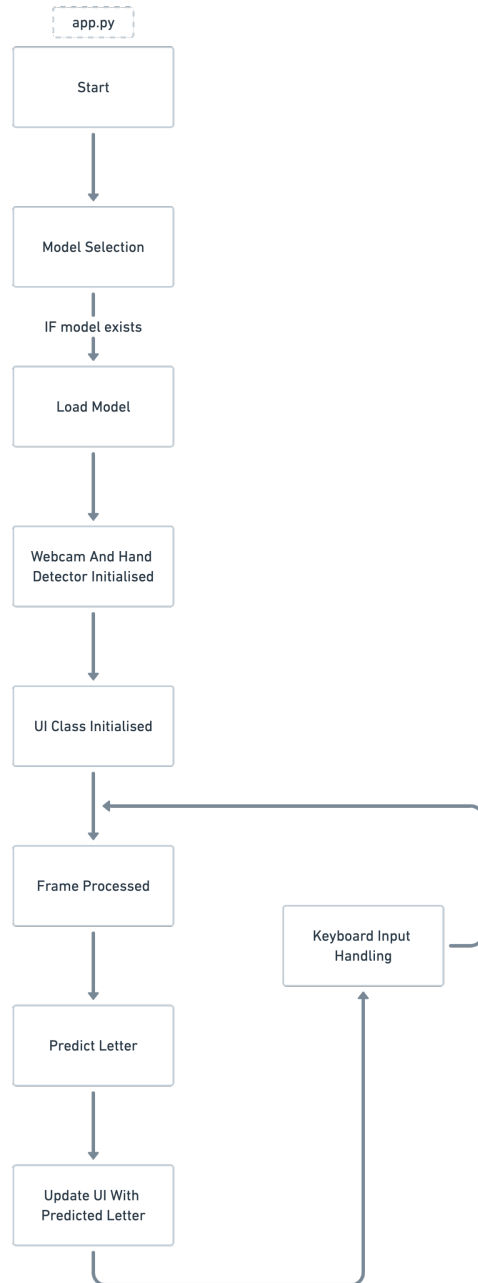 app.py
Start
Model Selection
IF model exists
Load Model
Webcam And Hand
Detector Initialised
UI Class Initialised
Frame Processed
Keyboard Input
Handling
Predict Letter
Update UI With
Predicted Letter